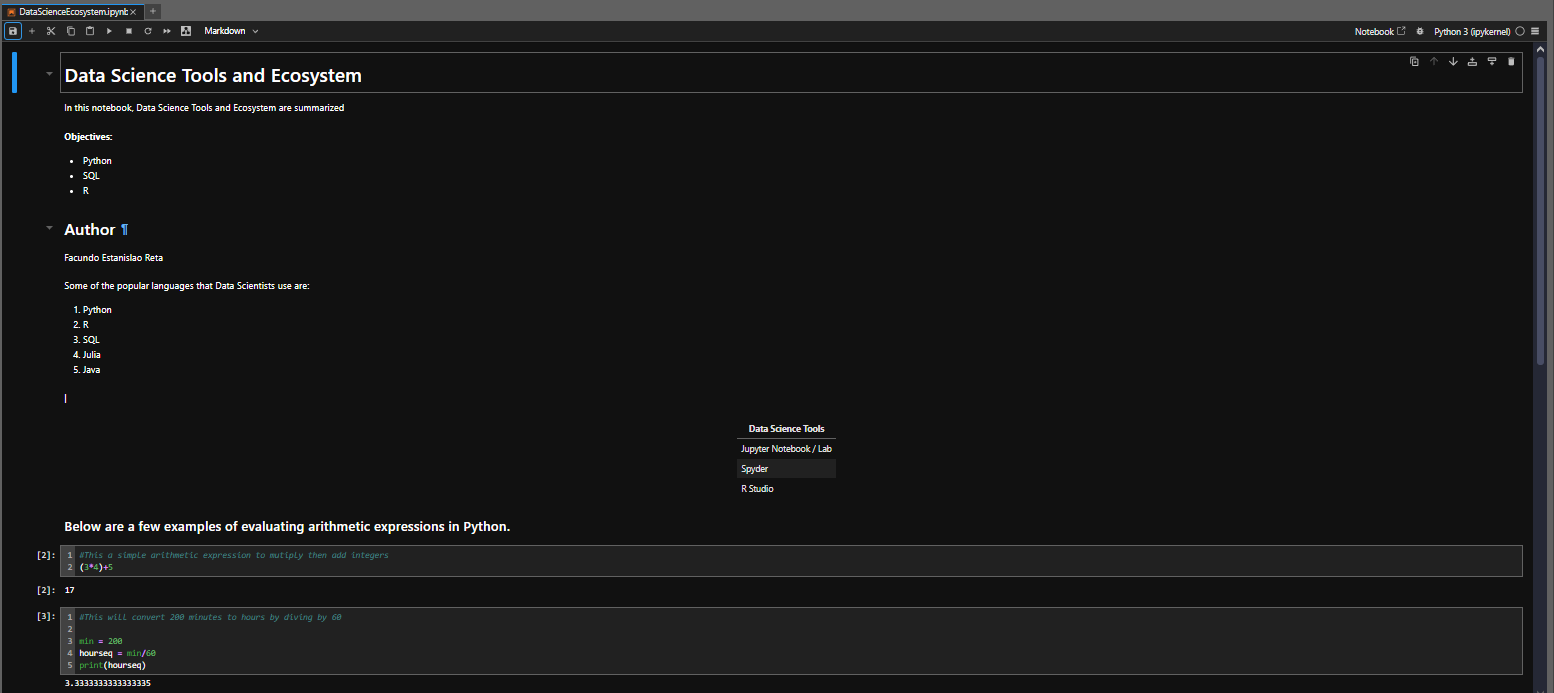 DataScienceEcosystem.ipynb
Markdown
Notebook
Python 3 (ipykernel)
Data Science Tools and Ecosystem
In this notebook, Data Science Tools and Ecosystem are summarized
Objectives:
• Python
• SQL
• R
Author ¶
Facundo Estanislao Reta
Some of the popular languages that Data Scientists use are:
1. Python
2. R
3. SQL
4. Julia
5. Java
|
Data Science Tools
Jupyter Notebook / Lab
Spyder
R Studio
Below are a few examples of evaluating arithmetic expressions in Python.
[2]: 1 #This a simple arithmetic expression to mutiply then add integers
2 (3*4)+5
[2]: 17
[3]: 1 #This will convert 200 minutes to hours by diving by 60
2
3 min = 200
4 hourseq = min/60
5 print(hourseq)
3.3333333333333335